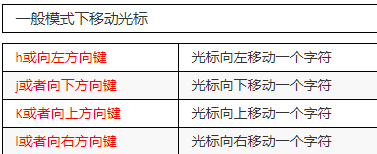 一般模式下移动光标
h或向左方向键 光标向左移动一个字符
j或者向下方向键 光标向下移动一个字符
K或者向上方向键 光标向上移动一个字符
l或者向右方向键 光标向右移动一个字符